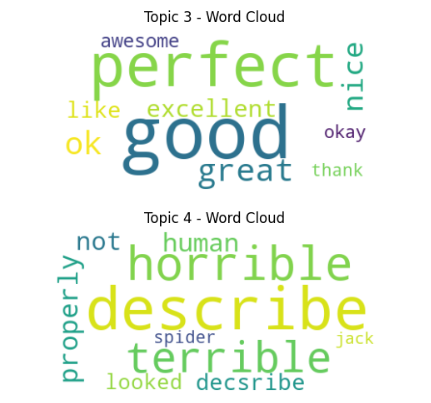 Topic 3 - Word Cloud
awesome
perfect
nice
like
excellent
good
okay
ok
great
thank
Topic 4 - Word Cloud
not
human
horrible
properly
describe
spider
jack
terrible
looked
decsribe